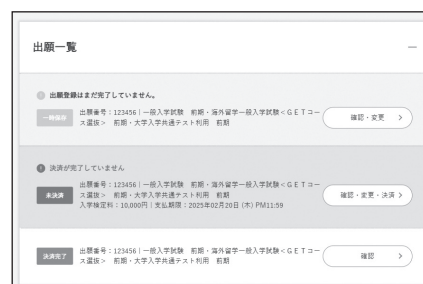 出願一覧
出願登録はまだ完了していません。
一時保存
出願番号：123456｜一般入学試験　前期・海外留学一般入学試験＜ＧＥＴコー
ス選抜＞　前期・大学入学共通テスト利用　前期
確認・変更
決済が完了していません
未決済
出願番号：123456｜一般入学試験　前期・海外留学一般入学試験＜ＧＥＴコー
ス選抜＞　前期・大学入学共通テスト利用　前期
入学検定料：10,000円｜支払期限：2025年02月20日 (木) PM11:59
確認・変更・決済
決済完了
出願番号：123456｜一般入学試験　前期・海外留学一般入学試験＜ＧＥＴコー
ス選抜＞　前期・大学入学共通テスト利用　前期
確認